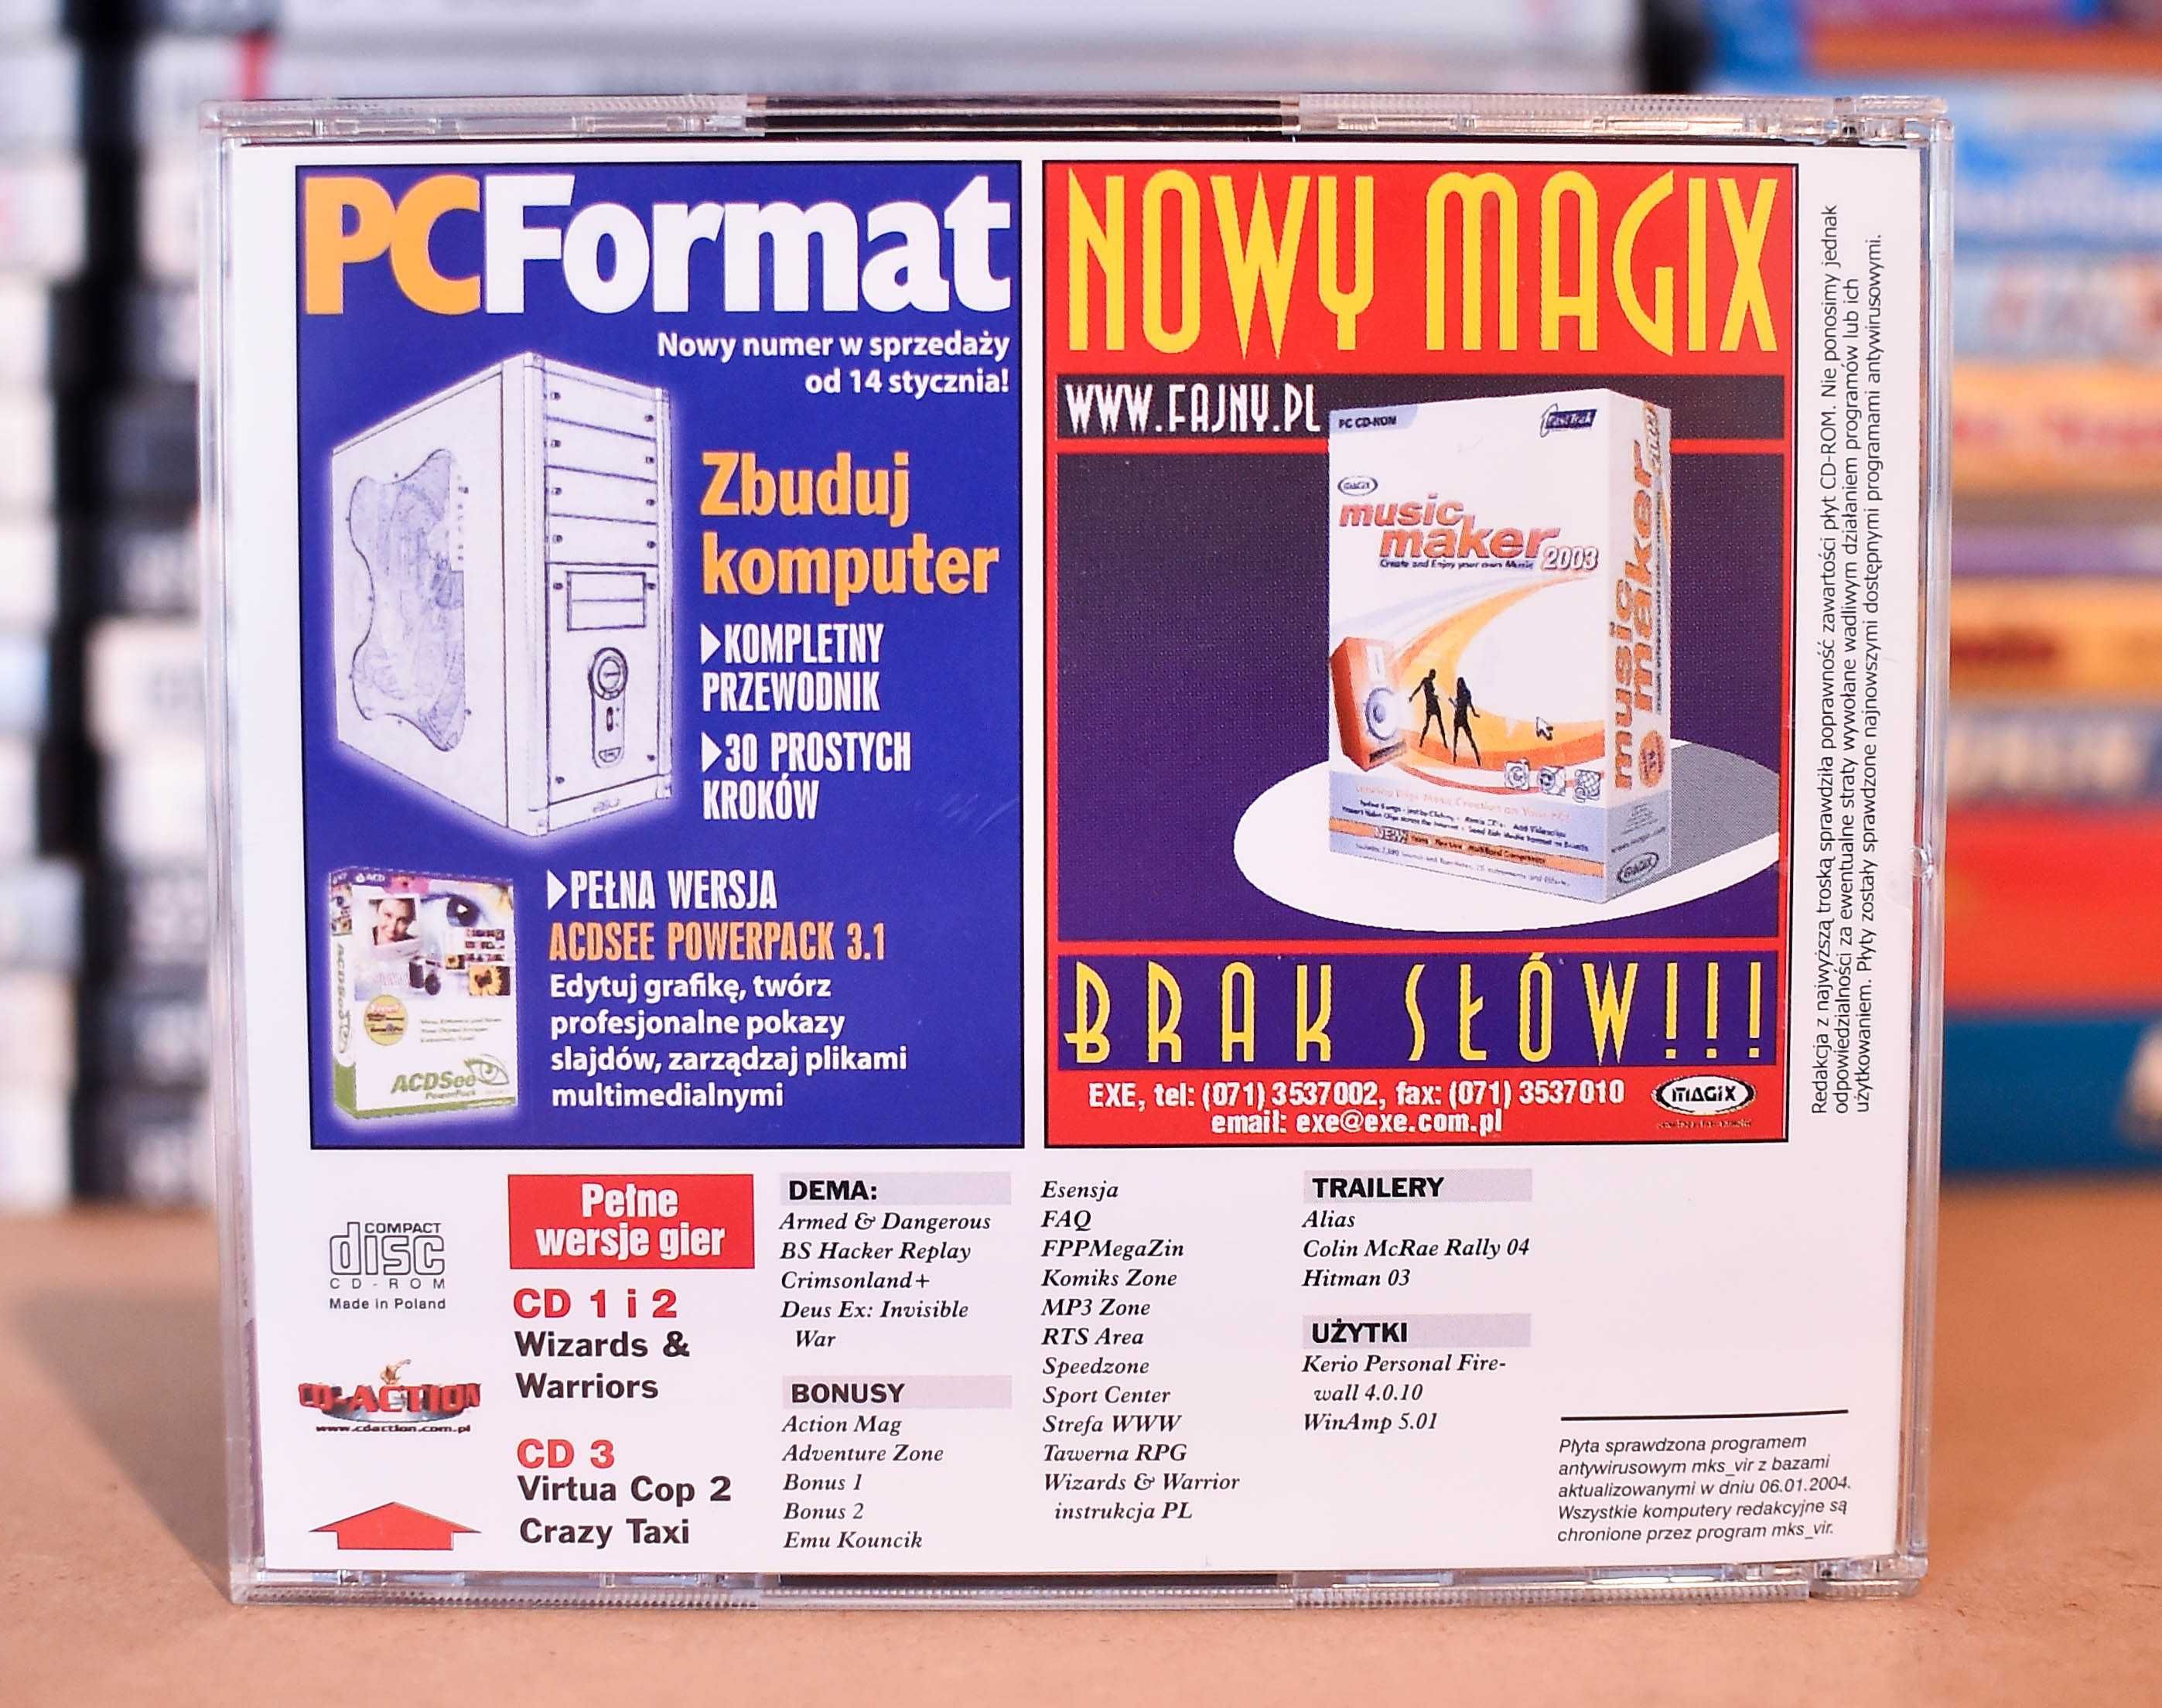 PCFormat
Nowy numer w sprzedaży
od 14 stycznia!
Zbuduj
komputer
KOMPLETNY
PRZEWODNIK
30 PROSTYCH
KROKÓW
PEŁNA WERSJA
ACDSEE POWERPACK 3.1
Edytuj grafikę, twórz
profesjonalne pokazy
slajdów, zarządzaj plikami
multimedialnymi
ACD
ACDSee
PowerPack
NOWY MAGIX
WWW.FAJNY.PL
PC CD-ROM
MAGIX
music
maker 2003
Create and Enjoy your own Music
music
maker
MAGIX
BRAK SŁÓW!!!
EXE, tel: (071) 3537002, fax: (071) 3537010
email: exe@exe.com.pl
MAGIX
Redakcja z najwyższą troską sprawdziła poprawność zawartości płyt CD-ROM. Nie ponosimy jednak
odpowiedzialności za ewentualne straty wywołane wadliwym działaniem programów lub ich
użytkowaniem. Płyty zostały sprawdzone najnowszymi dostępnymi programami antywirusowymi.
COMPACT
disc
CD-ROM
Made in Poland
CD-ACTION
www.cdaction.com.pl
Pełne
wersje gier
CD 1 i 2
Wizards &
Warriors
CD 3
Virtua Cop 2
Crazy Taxi
DEMA:
Armed & Dangerous
BS Hacker Replay
Crimsonland+
Deus Ex: Invisible
War
BONUSY
Action Mag
Adventure Zone
Bonus 1
Bonus 2
Emu Kouncik
Esensja
FAQ
FPPMegaZin
Komiks Zone
MP3 Zone
RTS Area
Speedzone
Sport Center
Strefa WWW
Tawerna RPG
Wizards & Warrior
instrukcja PL
TRAILERY
Alias
Colin McRae Rally 04
Hitman 03
UŻYTKI
Kerio Personal Fire-
wall 4.0.10
WinAmp 5.01
Płyta sprawdzona programem
antywirusowym mks_vir z bazami
aktualizowanymi w dniu 06.01.2004.
Wszystkie komputery redakcyjne są
chronione przez program mks_vir.